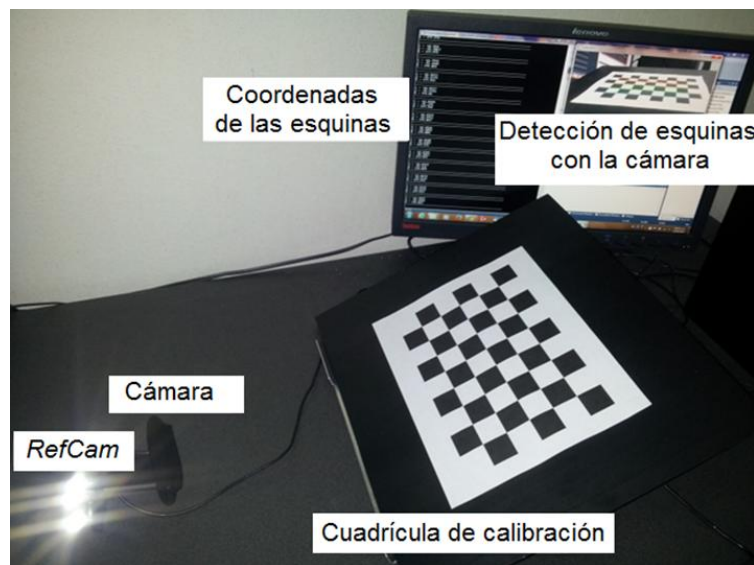 lenovo
Coordenadas
de las esquinas
Detección de esquinas
con la cámara
Cámara
RefCam
Cuadrícula de calibración